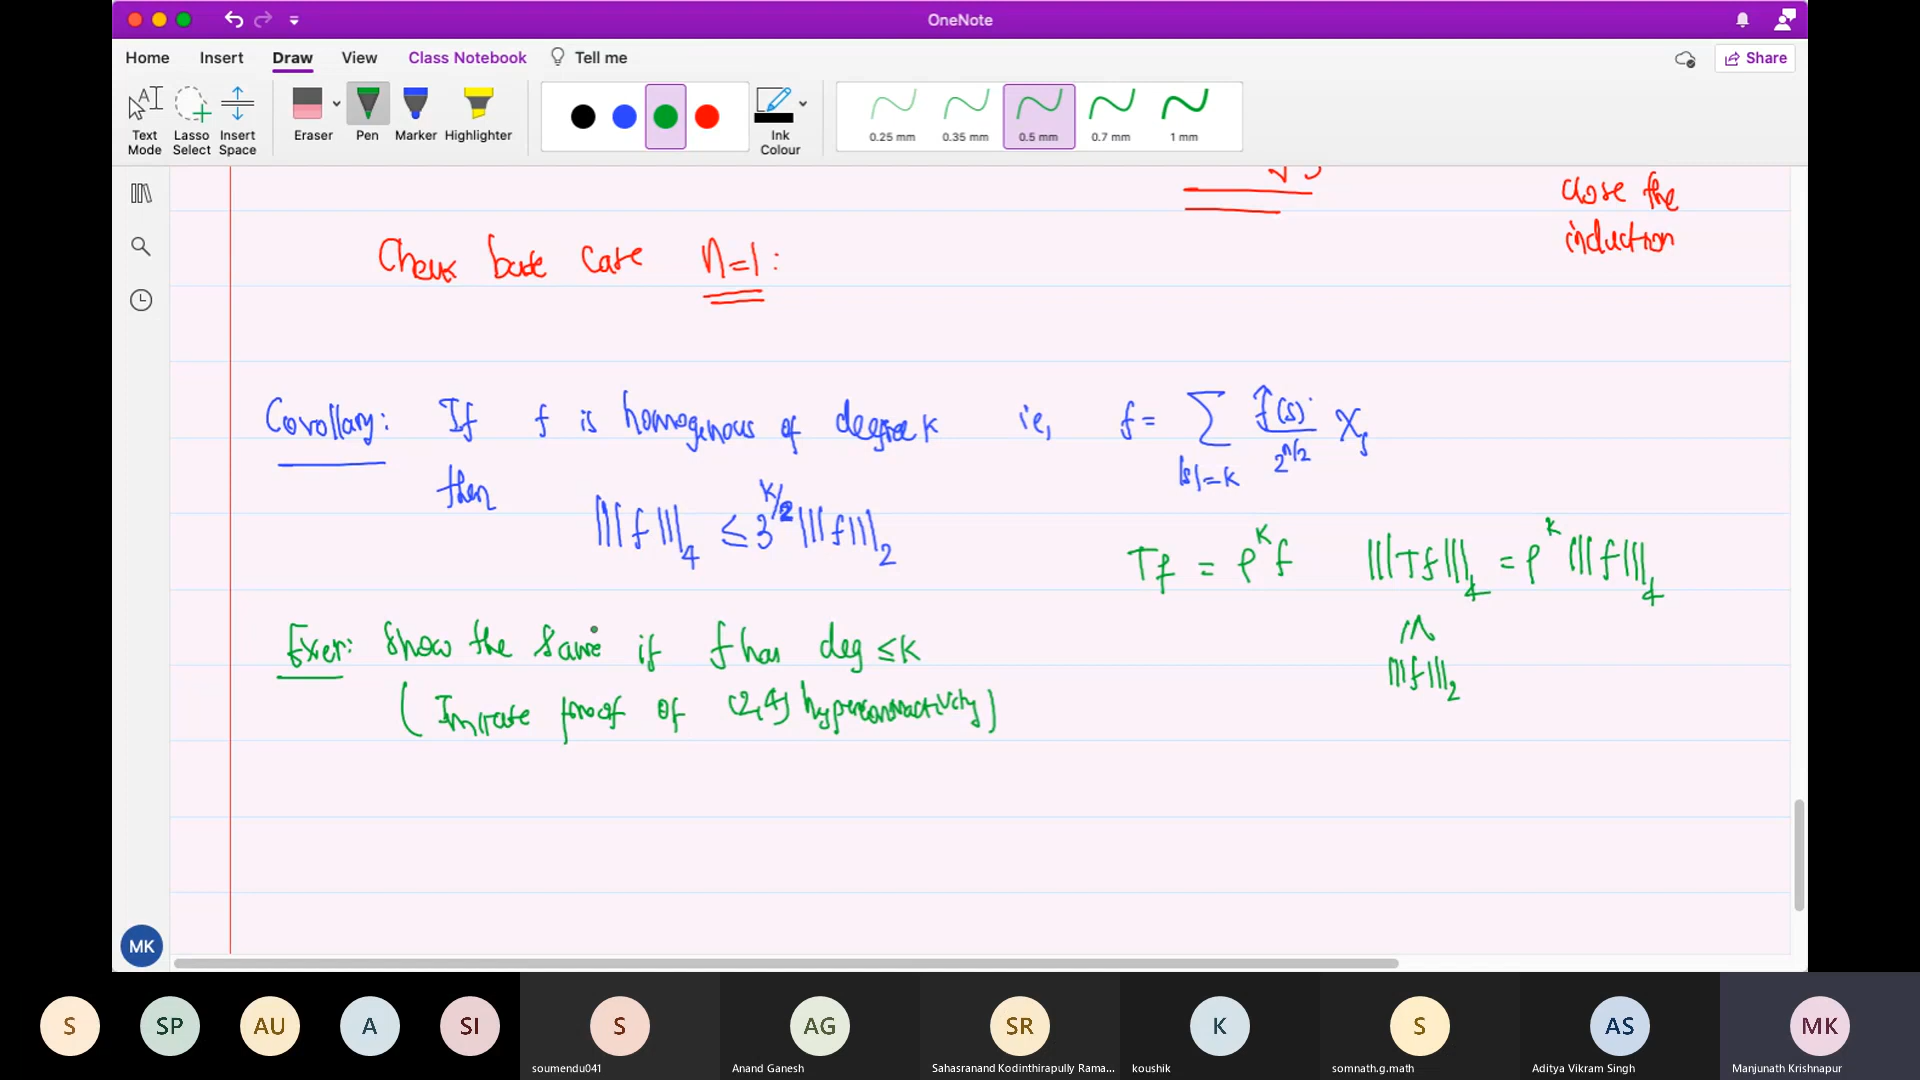 OneNote
Home Insert Draw View Class Notebook Tell me Share
Text Mode Lasso Select Insert Space Eraser Pen Marker Highlighter Ink Colour 0.25 mm 0.35 mm 0.5 mm 0.7 mm 1 mm
close the
induction
Check base case n=1:
Corollary: If f is homogenous of degree k ie, f = ∑_{|S|=k} \hat{f}(S)/2^{n/2} χ_S
then |||f|||_4 ≤ 3^{k/2} |||f|||_2
Tf = ρ^k f |||Tf|||_4 = ρ^k |||f|||_4
Exer: Show the same if f has deg ≤ k
∧\
|||f|||_2
(Imitate proof of (2,4) hypercontractivity)
MK
S SP AU A SI S AG SR K S AS MK
soumendu041 Anand Ganesh Sahasranand Kodinthirapully Rama... koushik somnath.g.math Aditya Vikram Singh Manjunath Krishnapur